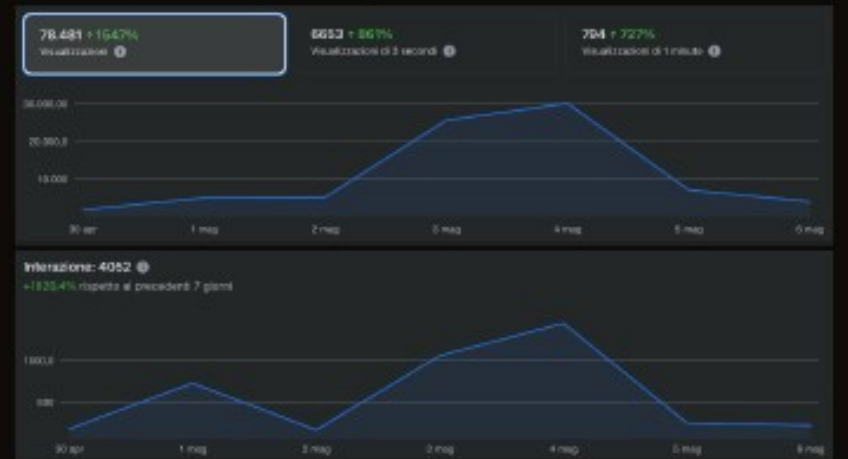 78.481 ↑1647%
Visualizzazioni
6653 ↑861%
Visualizzazioni di 3 secondi
794 ↑727%
Visualizzazioni di 1 minuto
30.000,00
20.000,0
10.000
30 apr 1 mag 2 mag 3 mag 4 mag 5 mag 6 mag
Interazione: 4052
rispetto ai precedenti 7 giorni
1000,0
500
30 apr 1 mag 2 mag 3 mag 4 mag 5 mag 6 mag